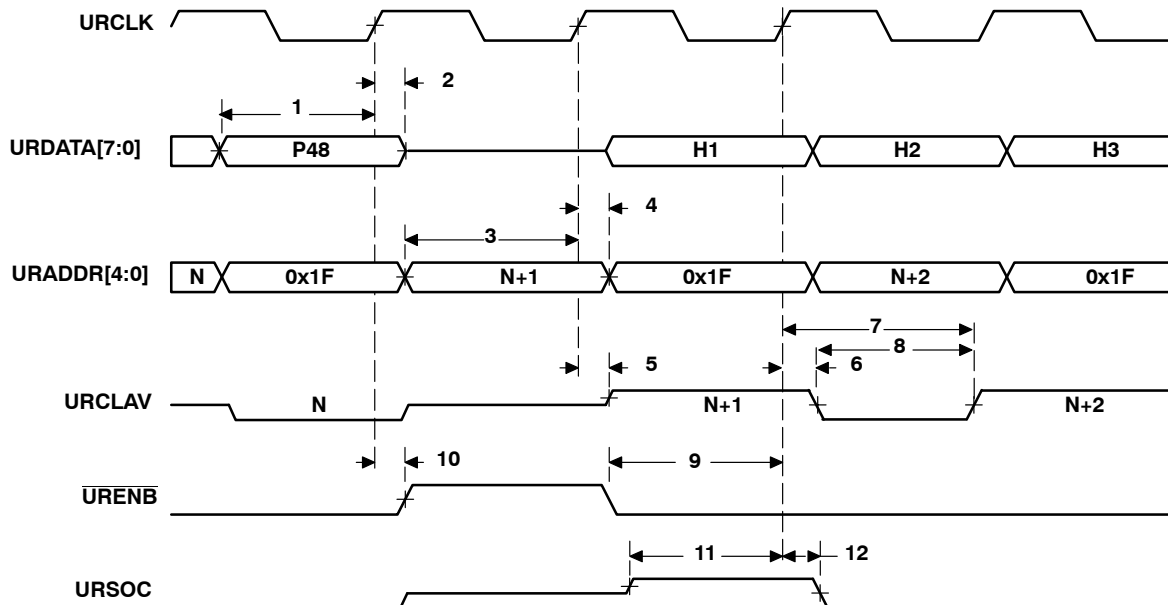 URCLK
2
1
URDATA[7:0] P48 H1 H2 H3
4
3
URADDR[4:0] N 0x1F N+1 0x1F N+2 0x1F
7
8
5 6
URCLAV N N+1 N+2
10 9
URENB
11 12
URSOC